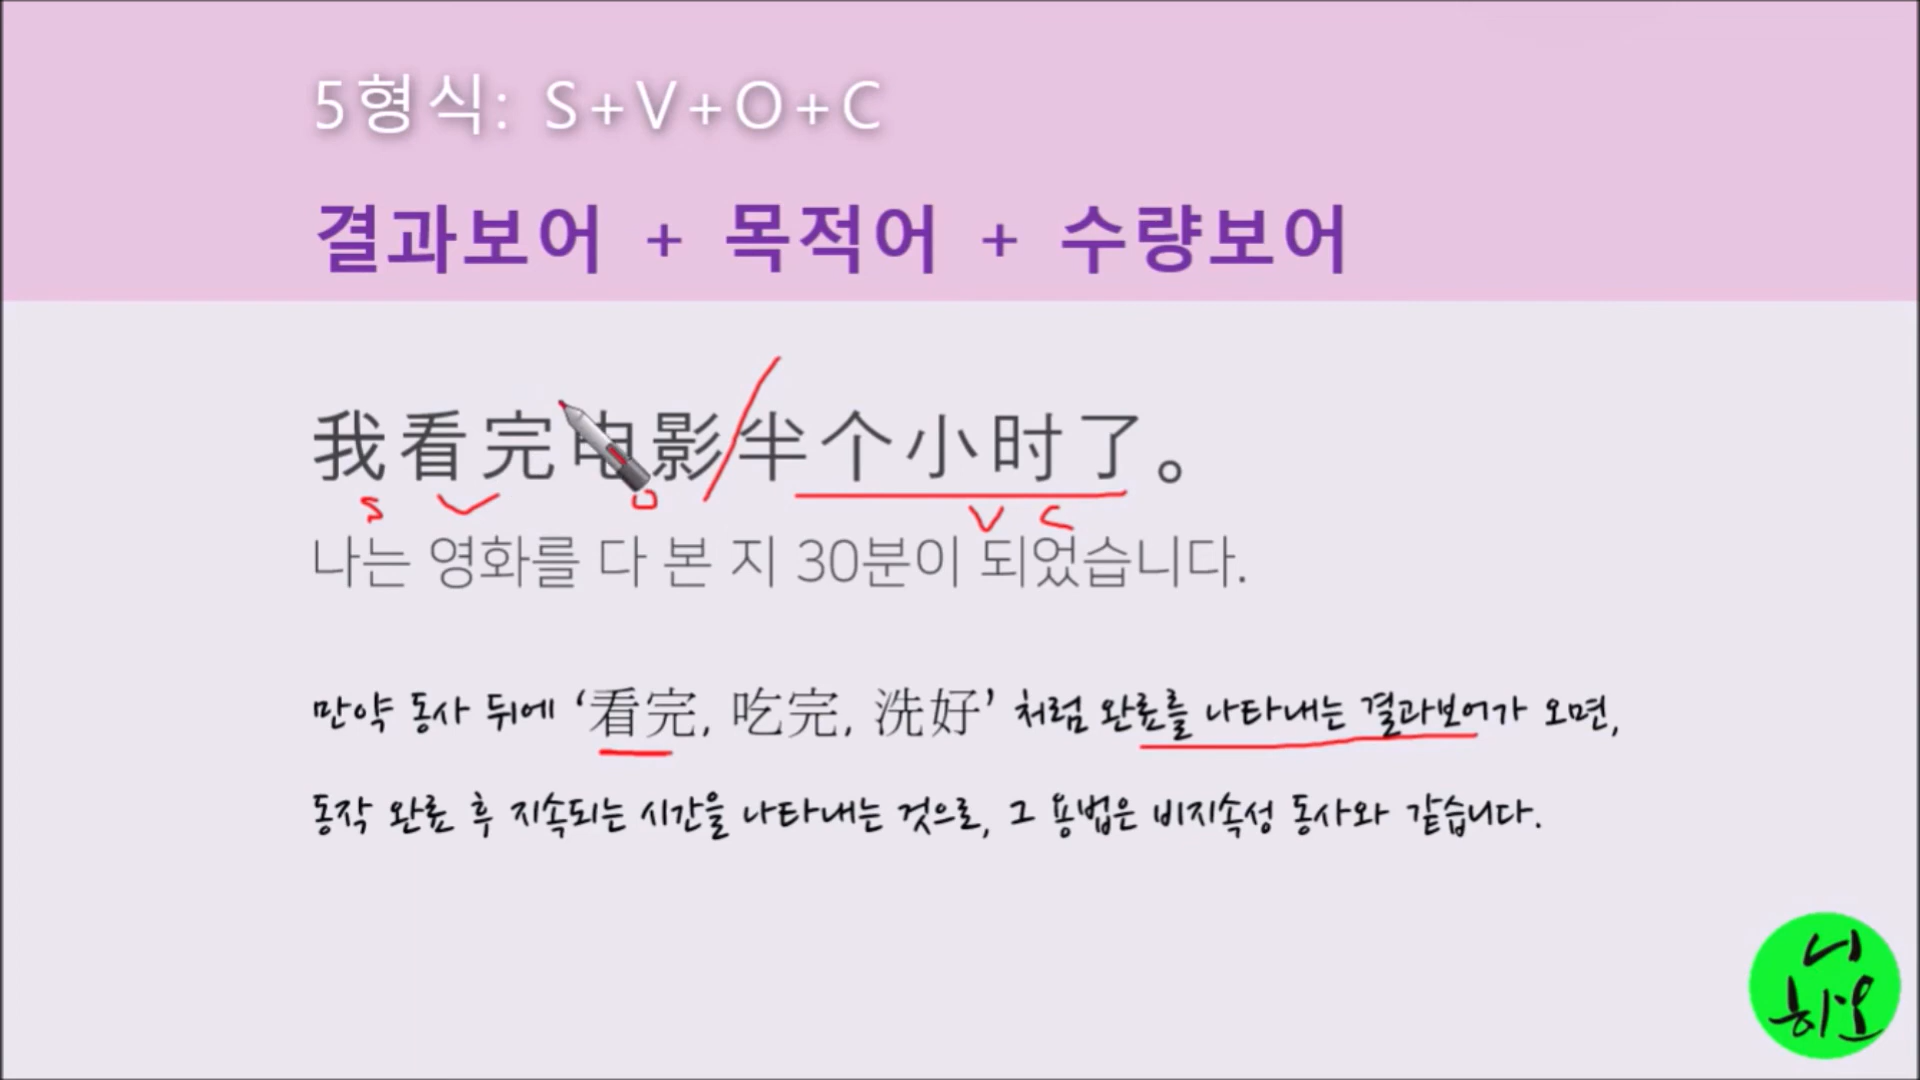 5형식: S+V+O+C
결과보어 + 목적어 + 수량보어
我看完电影半个小时了。
S V O V C
나는 영화를 다 본 지 30분이 되었습니다.
만약 동사 뒤에 ‘看完, 吃完, 洗好’ 처럼 완료를 나타내는 결과보어가 오면,
동작 완료 후 지속되는 시간을 나타내는 것으로, 그 용법은 비지속성 동사와 같습니다.
니
하오